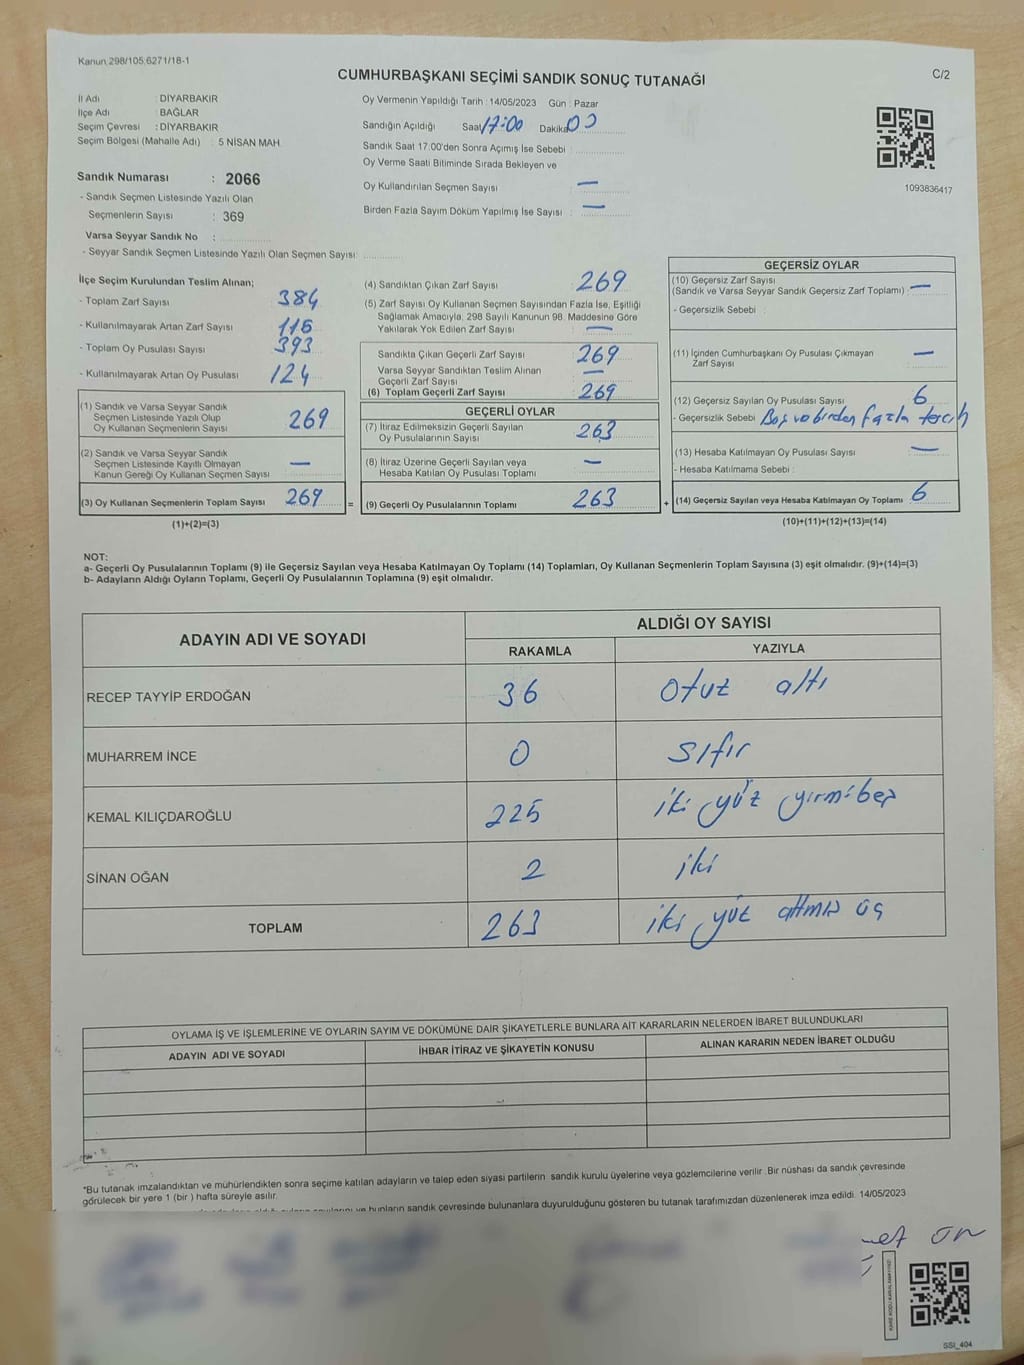 Kanun 298/105,6271/18-1
CUMHURBAŞKANI SEÇİMİ SANDIK SONUÇ TUTANAĞI
C/2
İl Adı : DİYARBAKIR
İlçe Adı : BAĞLAR
Seçim Çevresi : DİYARBAKIR
Seçim Bölgesi (Mahalle Adı) : 5 NİSAN MAH.
Sandık Numarası : 2066
- Sandık Seçmen Listesinde Yazılı Olan
Seçmenlerin Sayısı : 369
Varsa Seyyar Sandık No :
- Seyyar Sandık Seçmen Listesinde Yazılı Olan Seçmen Sayısı:
Oy Vermenin Yapıldığı Tarih : 14/05/2023 Gün : Pazar
Sandığın Açıldığı Saat 17:00 Dakika 00
Sandık Saat 17:00'den Sonra Açımış İse Sebebi :
Oy Verme Saati Bitiminde Sırada Bekleyen ve
Oy Kullandırılan Seçmen Sayısı : —
Birden Fazla Sayım Döküm Yapılmış İse Sayısı : —
1093836417
İlçe Seçim Kurulundan Teslim Alınan;
- Toplam Zarf Sayısı 384
- Kullanılmayarak Artan Zarf Sayısı 115
- Toplam Oy Pusulası Sayısı 393
- Kullanılmayarak Artan Oy Pusulası 124
(1) Sandık ve Varsa Seyyar Sandık
Seçmen Listesinde Yazılı Olup
Oy Kullanan Seçmenlerin Sayısı 269
(2) Sandık ve Varsa Seyyar Sandık
Seçmen Listesinde Kayıtlı Olmayan
Kanun Gereği Oy Kullanan Seçmen Sayısı —
(3) Oy Kullanan Seçmenlerin Toplam Sayısı 269 =
(1)+(2)=(3)
(4) Sandıktan Çıkan Zarf Sayısı : 269
(5) Zarf Sayısı Oy Kullanan Seçmen Sayısından Fazla İse, Eşitliği
Sağlamak Amacıyla, 298 Sayılı Kanunun 98. Maddesine Göre
Yakılarak Yok Edilen Zarf Sayısı : —
Sandıkta Çıkan Geçerli Zarf Sayısı : 269
Varsa Seyyar Sandıktan Teslim Alınan
Geçerli Zarf Sayısı : —
(6) Toplam Geçerli Zarf Sayısı : 269
GEÇERLİ OYLAR
(7) İtiraz Edilmeksizin Geçerli Sayılan
Oy Pusulalarının Sayısı : 263
(8) İtiraz Üzerine Geçerli Sayılan veya
Hesaba Katılan Oy Pusulası Toplamı : —
(9) Geçerli Oy Pusulalarının Toplamı : 263 +
GEÇERSİZ OYLAR
(10) Geçersiz Zarf Sayısı
(Sandık ve Varsa Seyyar Sandık Geçersiz Zarf Toplamı) : —
- Geçersizlik Sebebi :
(11) İçinden Cumhurbaşkanı Oy Pusulası Çıkmayan
Zarf Sayısı : —
(12) Geçersiz Sayılan Oy Pusulası Sayısı : 6
- Geçersizlik Sebebi : Boş ve birden fazla tercih
(13) Hesaba Katılmayan Oy Pusulası Sayısı : —
- Hesaba Katılmama Sebebi :
(14) Geçersiz Sayılan veya Hesaba Katılmayan Oy Toplamı : 6
(10)+(11)+(12)+(13)=(14)
NOT:
a- Geçerli Oy Pusulalarının Toplamı (9) ile Geçersiz Sayılan veya Hesaba Katılmayan Oy Toplamı (14) Toplamları, Oy Kullanan Seçmenlerin Toplam Sayısına (3) eşit olmalıdır. (9)+(14)=(3)
b- Adayların Aldığı Oyların Toplamı, Geçerli Oy Pusulalarının Toplamına (9) eşit olmalıdır.
ADAYIN ADI VE SOYADI ALDIĞI OY SAYISI
RAKAMLA YAZIYLA
RECEP TAYYİP ERDOĞAN 36 otuz altı
MUHARREM İNCE 0 sıfır
KEMAL KILIÇDAROĞLU 225 iki yüz yirmi beş
SİNAN OĞAN 2 iki
TOPLAM 263 iki yüz altmış üç
OYLAMA İŞ VE İŞLEMLERİNE VE OYLARIN SAYIM VE DÖKÜMÜNE DAİR ŞİKAYETLERLE BUNLARA AİT KARARLARIN NELERDEN İBARET BULUNDUKLARI
ADAYIN ADI VE SOYADI İHBAR İTİRAZ VE ŞİKAYETİN KONUSU ALINAN KARARIN NEDEN İBARET OLDUĞU
*Bu tutanak imzalandıktan ve mühürlendikten sonra seçime katılan adayların ve talep eden siyasi partilerin sandık kurulu üyelerine veya gözlemcilerine verilir. Bir nüshası da sandık çevresinde
görülecek bir yere 1 (bir ) hafta süreyle asılır.
ve bunların sandık çevresinde bulunanlara duyurulduğunu gösteren bu tutanak tarafımızdan düzenlenerek imza edildi. 14/05/2023
SSİ_404